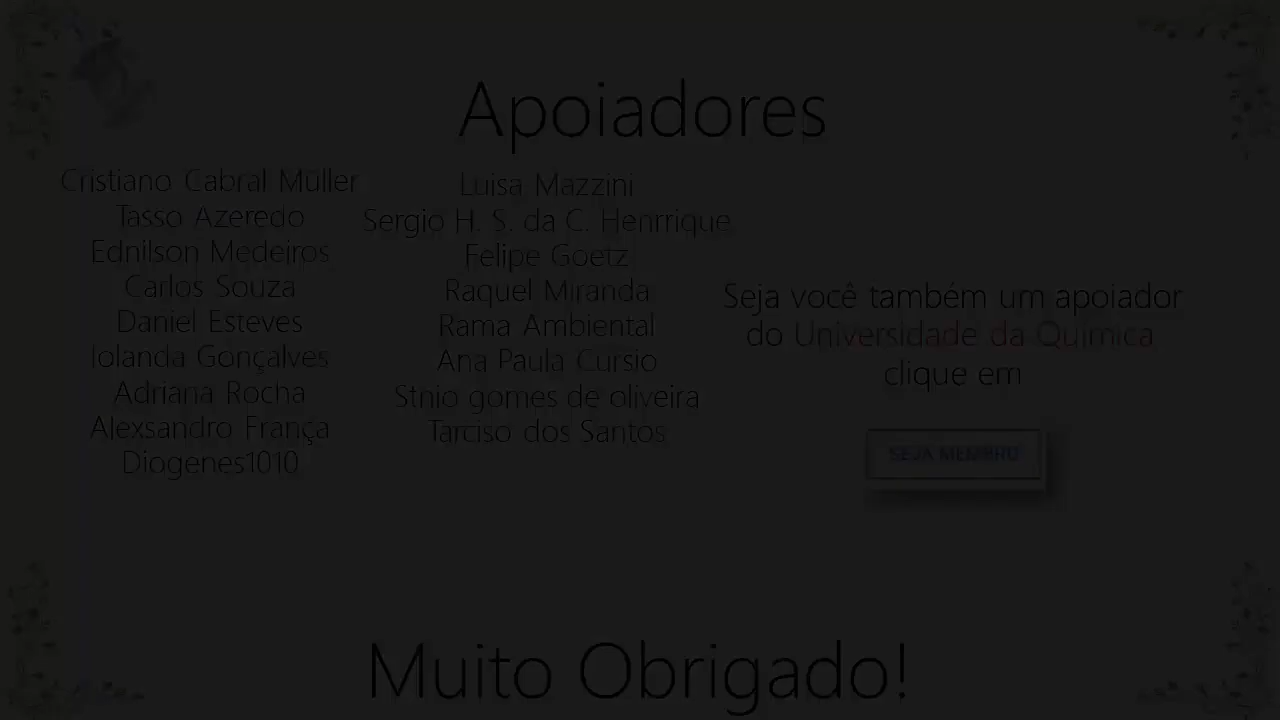 Apoiadores
Cristiano Cabral Müller
Tasso Azeredo
Ednilson Medeiros
Carlos Souza
Daniel Esteves
Iolanda Gonçalves
Adriana Rocha
Alexsandro França
Diogenes1010
Luisa Mazzini
Sergio H. S. da C. Henrrique
Felipe Goetz
Raquel Miranda
Rama Ambiental
Ana Paula Cursio
Stnio gomes de oliveira
Tarciso dos Santos
Seja você também um apoiador
do Universidade da Química
clique em
SEJA MEMBRO
Muito Obrigado!